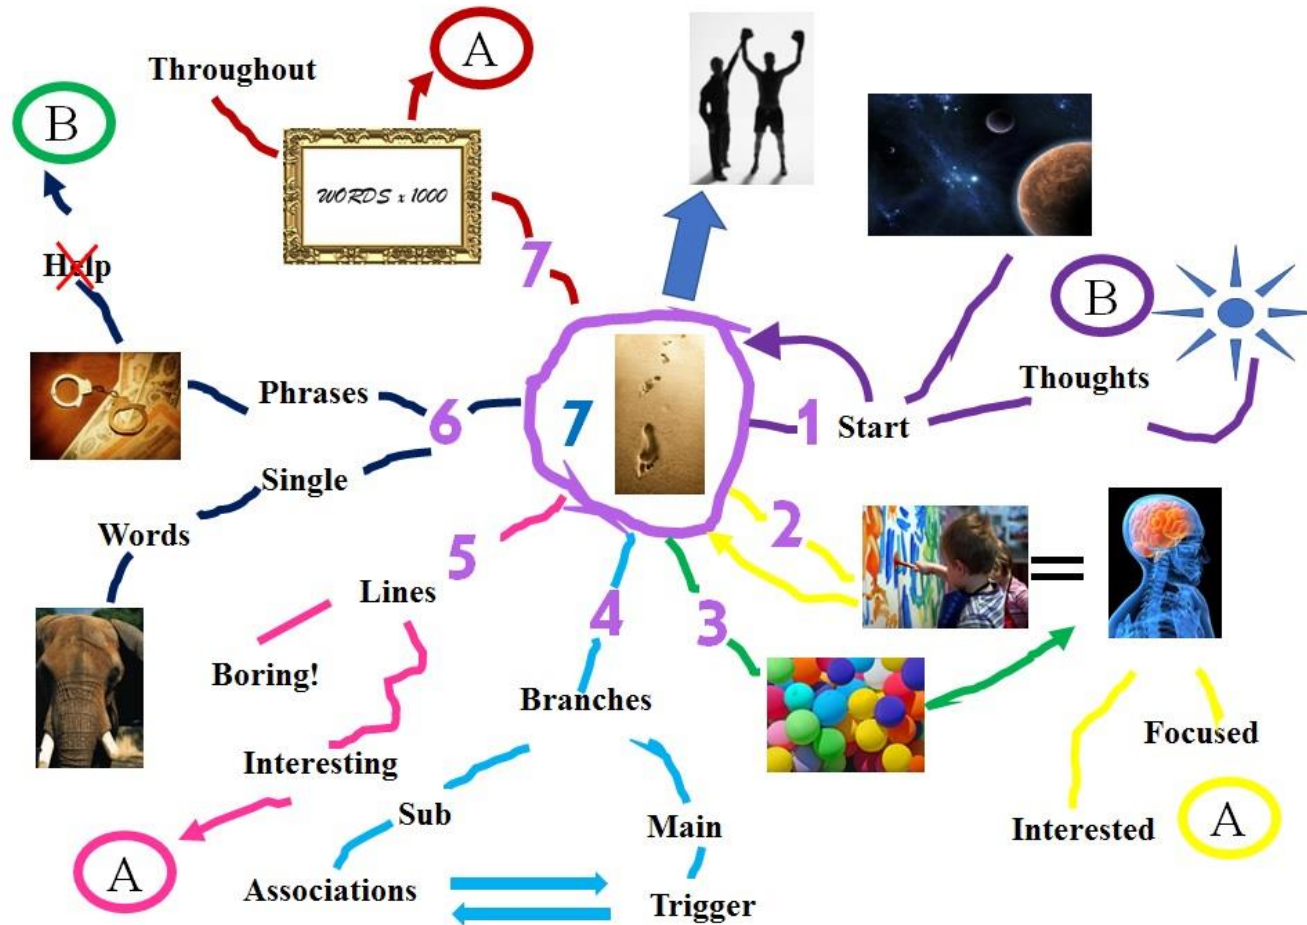 A
Throughout
B
WORDS x 1000
7
Help
B
Thoughts
Phrases
6
7
1
Start
Single
2
Words
5
Lines
4
3
Boring!
Branches
Focused
Interesting
Sub
Main
Interested
A
A
Associations
Trigger